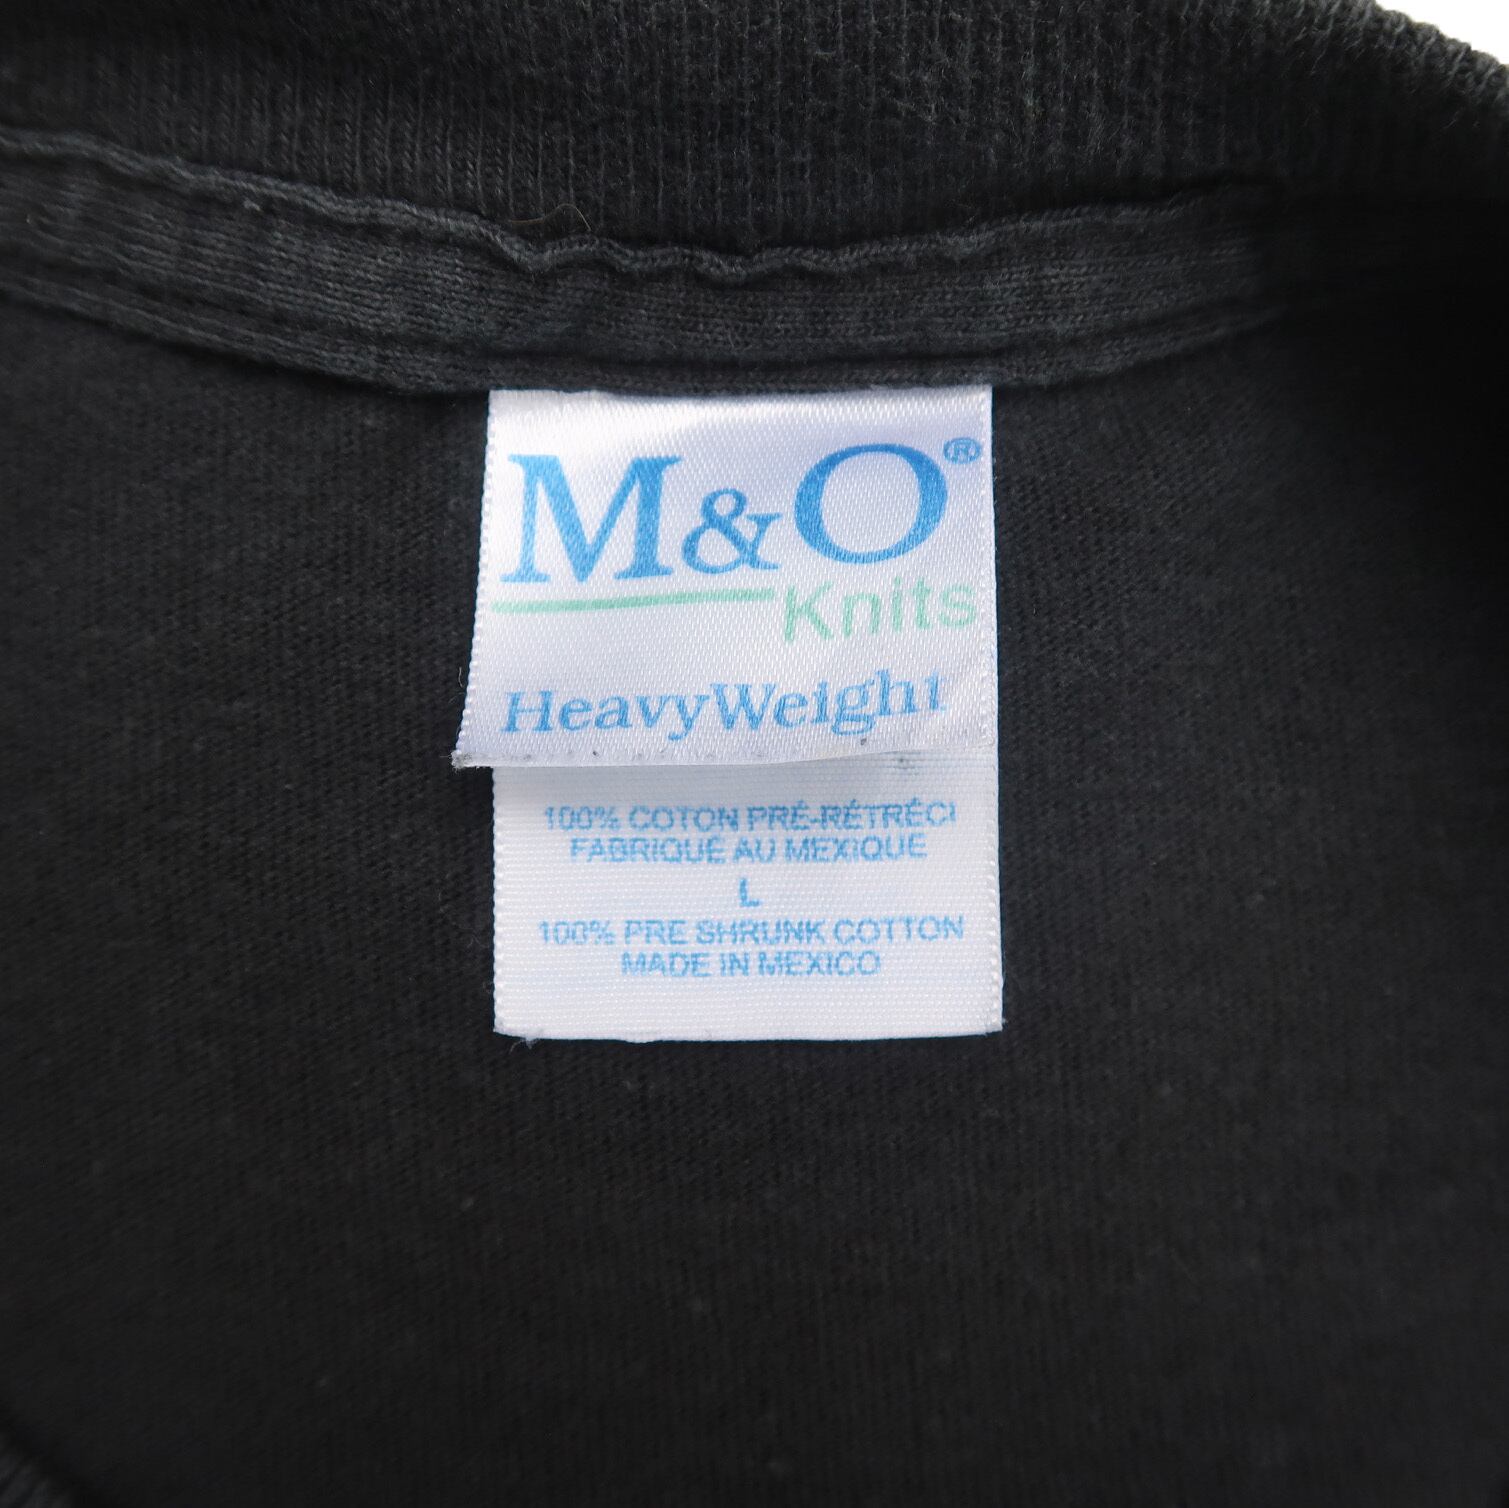 M&O®
Knits
HeavyWeight
100% COTON PRÉ-RÉTRÉCI
FABRIQUÉ AU MEXIQUE
L
100% PRE SHRUNK COTTON
MADE IN MEXICO